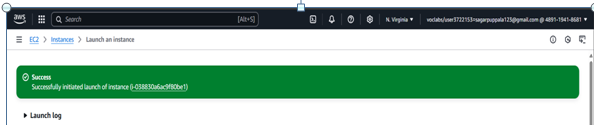 aws
Search [Alt+S] N. Virginia voclabs/user3722153=sagarpuppala123@gmail.com @ 4891-1941-8681
EC2 > Instances > Launch an instance
Success
Successfully initiated launch of instance (i-038830a6ac9f80be1)
Launch log